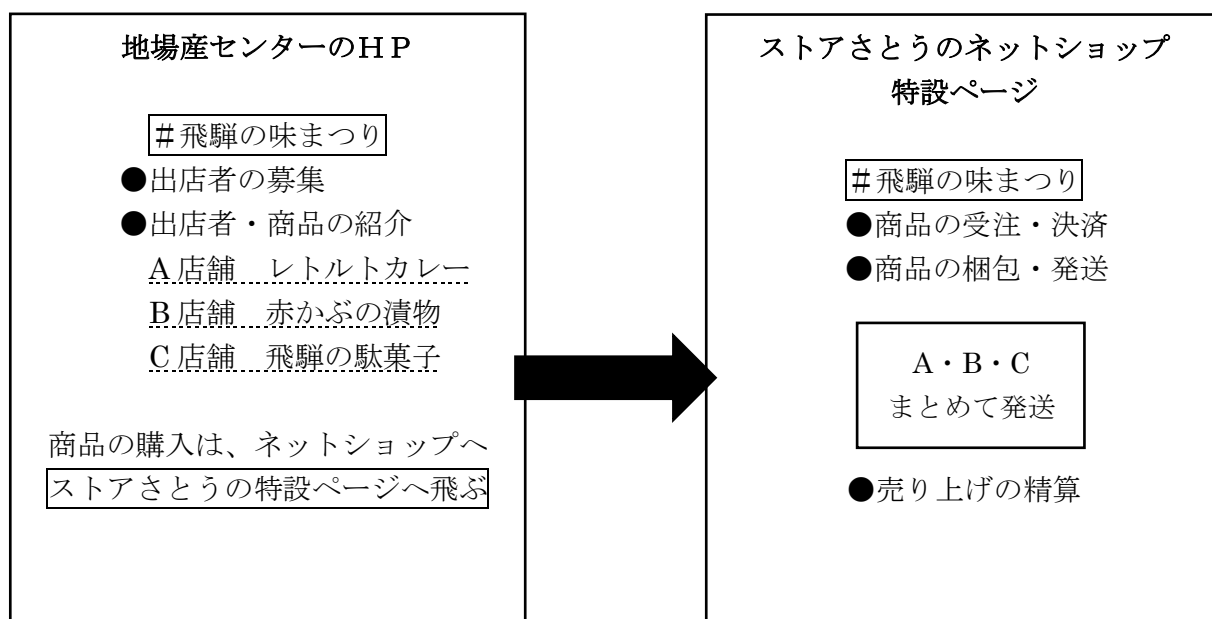 地場産センターのＨＰ
＃飛騨の味まつり
●出店者の募集
●出店者・商品の紹介
A 店舗　レトルトカレー
B 店舗　赤かぶの漬物
C 店舗　飛騨の駄菓子
商品の購入は、ネットショップへ
ストアさとうの特設ページへ飛ぶ
ストアさとうのネットショップ
特設ページ
＃飛騨の味まつり
●商品の受注・決済
●商品の梱包・発送
A・B・C
まとめて発送
●売り上げの精算